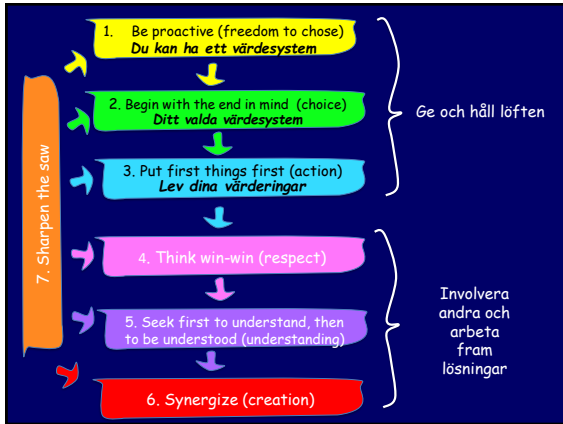 1. Be proactive (freedom to chose)
Du kan ha ett värdesystem
2. Begin with the end in mind (choice)
Ditt valda värdesystem
3. Put first things first (action)
Lev dina värderingar
Ge och håll löften
4. Think win-win (respect)
5. Seek first to understand, then
to be understood (understanding)
6. Synergize (creation)
Involvera
andra och
arbeta
fram
lösningar
7. Sharpen the saw